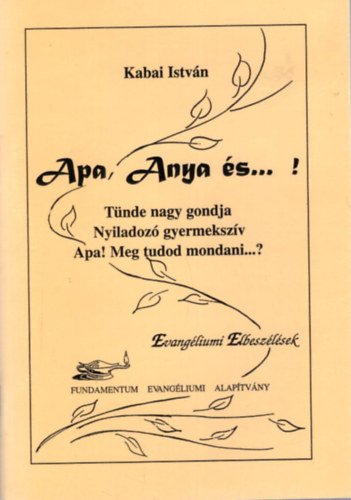 Kabai István
Apa, Anya és... !
Tünde nagy gondja
Nyiladozó gyermekszív
Apa! Meg tudod mondani...?
Evangéliumi Elbeszélések
FUNDAMENTUM EVANGÉLIUMI ALAPÍTVÁNY